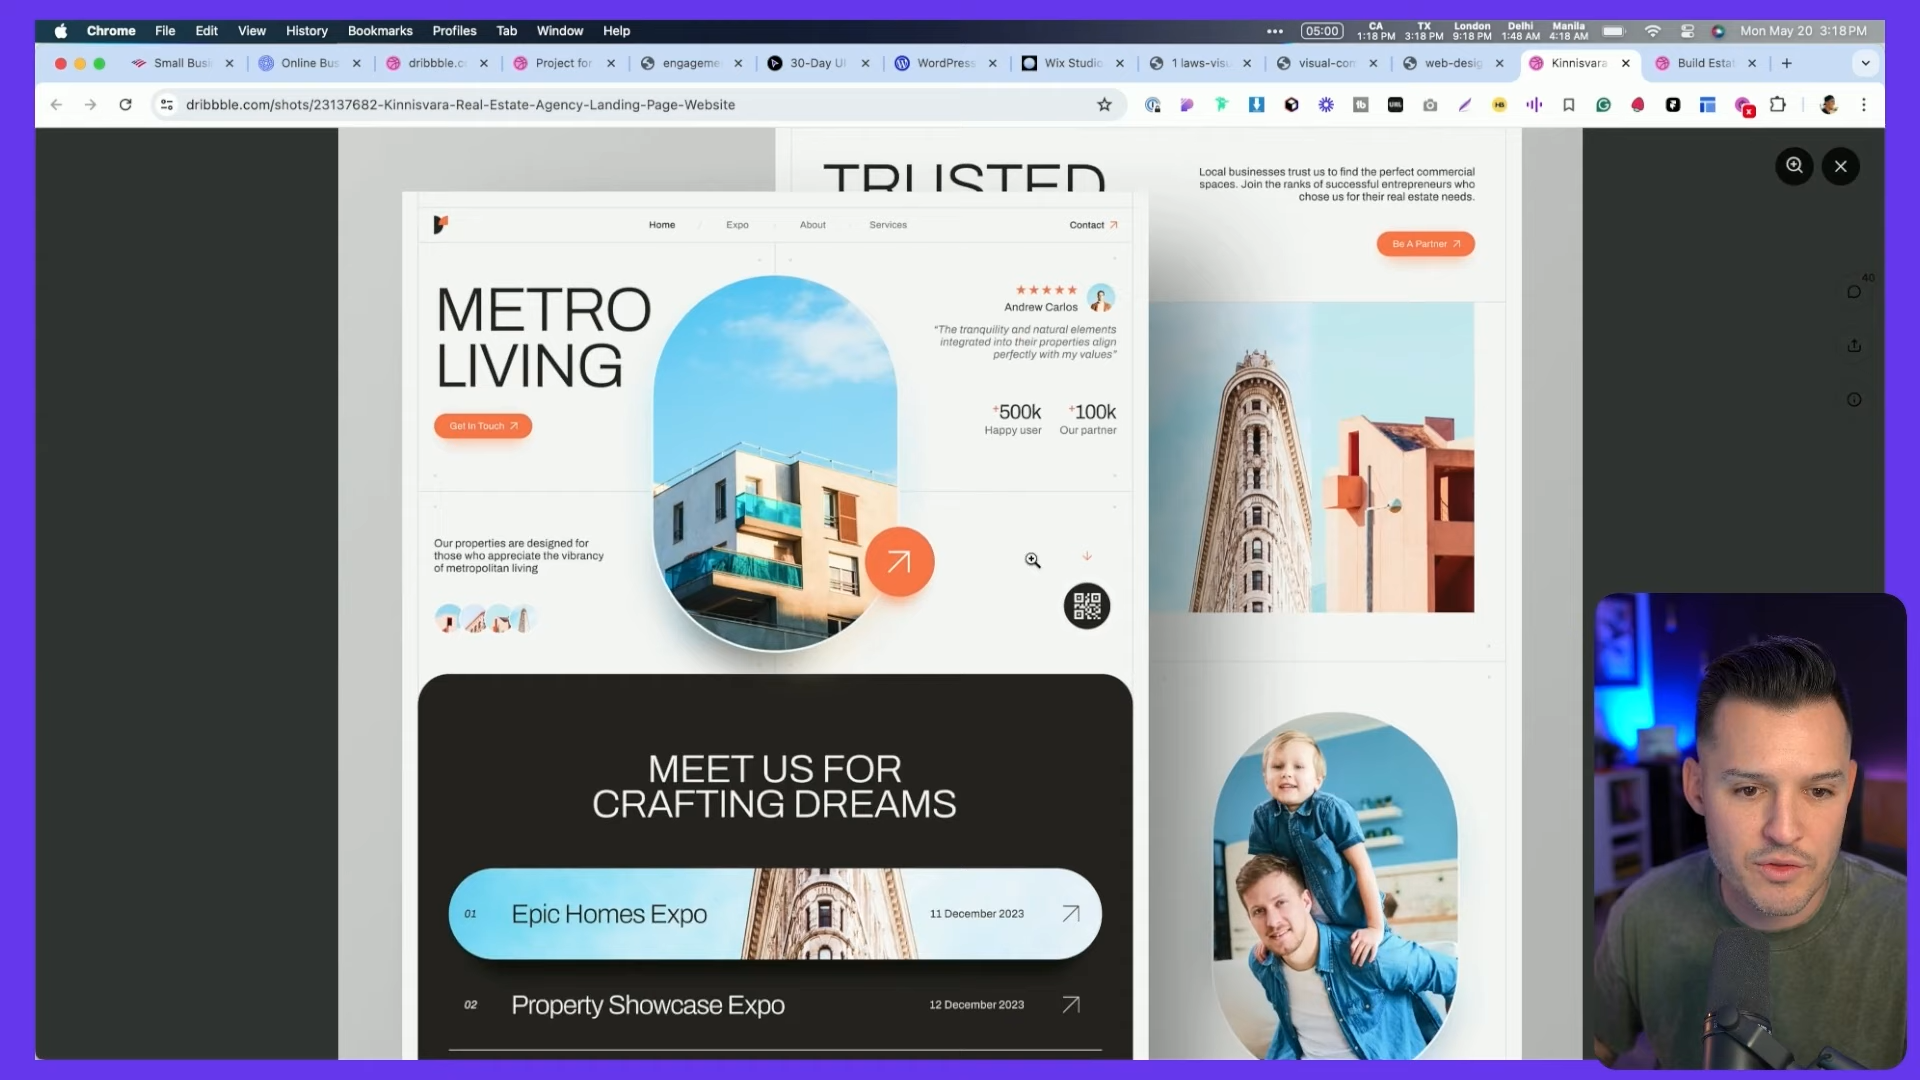 Chrome File Edit View History Bookmarks Profiles Tab Window Help
05:00
CA
1:18 PM
TX
3:18 PM
London
9:18 PM
Delhi
1:48 AM
Manila
4:18 AM
Mon May 20 3:18 PM
Small Busi
Online Bus
dribbble.c
Project for
engageme
30-Day UI
WordPress
Wix Studio
1 laws-visu
visual-con
web-desig
Kinnisvara
Build Estat
dribbble.com/shots/23137682-Kinnisvara-Real-Estate-Agency-Landing-Page-Website
TRUSTED
Local businesses trust us to find the perfect commercial
spaces. Join the ranks of successful entrepreneurs who
chose us for their real estate needs.
Be A Partner
40
Home
Expo
About
Services
Contact
METRO
LIVING
Get In Touch
Andrew Carlos
"The tranquility and natural elements
integrated into their properties align
perfectly with my values"
+500k
Happy user
+100k
Our partner
Our properties are designed for
those who appreciate the vibrancy
of metropolitan living
MEET US FOR
CRAFTING DREAMS
01 Epic Homes Expo 11 December 2023
02 Property Showcase Expo 12 December 2023